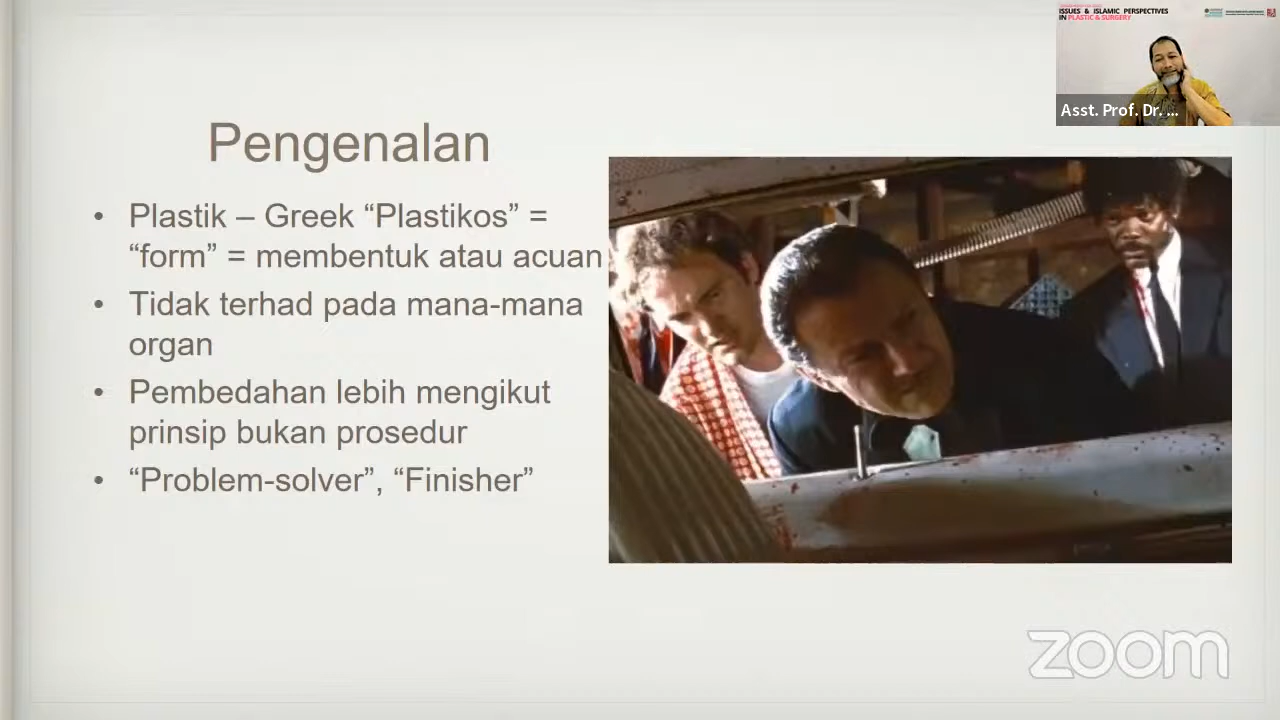 ISSUES & ISLAMIC PERSPECTIVES
IN PLASTIC & SURGERY
Asst. Prof. Dr. ...
Pengenalan
• Plastik – Greek “Plastikos” =
“form” = membentuk atau acuan
• Tidak terhad pada mana-mana
organ
• Pembedahan lebih mengikut
prinsip bukan prosedur
• “Problem-solver”, “Finisher”
zoom